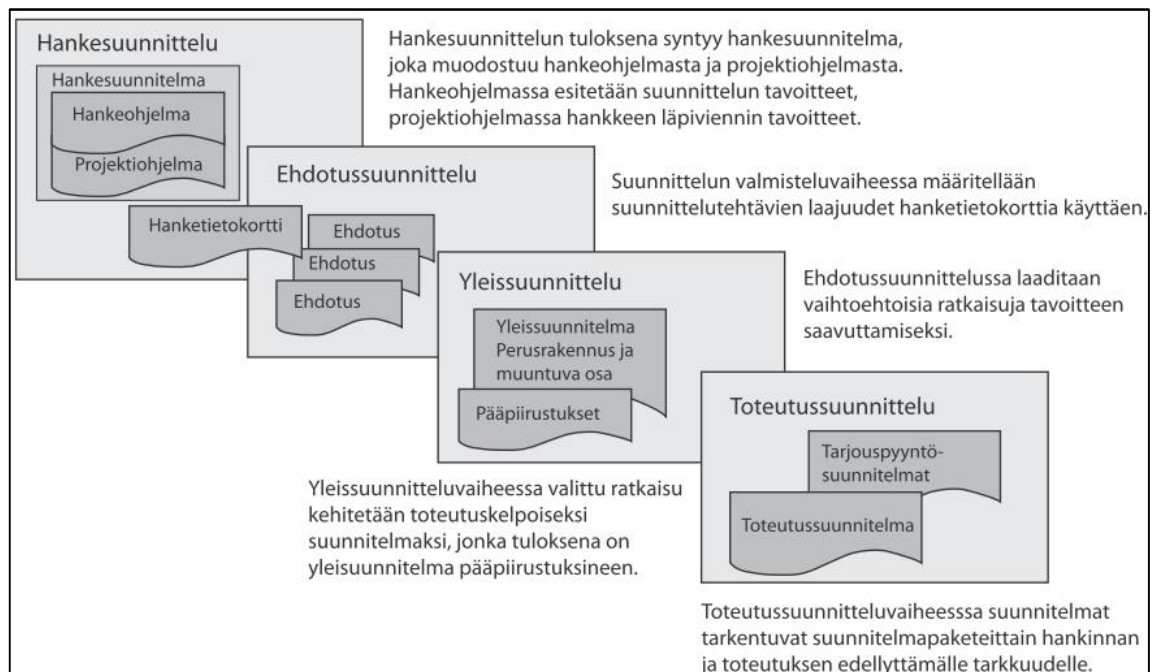 Hankesuunnittelu
Hankesuunnitelma
Hankeohjelma
Projektiohjelma
Hankesuunnittelun tuloksena syntyy hankesuunnitelma,
joka muodostuu hankeohjelmasta ja projektiohjelmasta.
Hankeohjelmassa esitetään suunnittelun tavoitteet,
projektiohjelmassa hankkeen läpiviennin tavoitteet.
Ehdotussuunnittelu
Hanketietokortti
Ehdotus
Ehdotus
Ehdotus
Suunnittelun valmisteluvaiheessa määritellään
suunnittelutehtävien laajuudet hanketietokorttia käyttäen.
Yleissuunnittelu
Yleissuunnitelma
Perusrakennus ja
muuntuva osa
Pääpiirustukset
Ehdotussuunnittelussa laaditaan
vaihtoehtoisia ratkaisuja tavoitteen
saavuttamiseksi.
Toteutussuunnittelu
Tarjouspyyntö-
suunnitelmat
Toteutussuunnitelma
Yleissuunnitteluvaiheessa valittu ratkaisu
kehitetään toteutuskelpoiseksi
suunnitelmaksi, jonka tuloksena on
yleisuunnitelma pääpiirustuksineen.
Toteutussuunnitteluvaiheesssa suunnitelmat
tarkentuvat suunnitelmapaketeittain hankinnan
ja toteutuksen edellyttämälle tarkkuudelle.